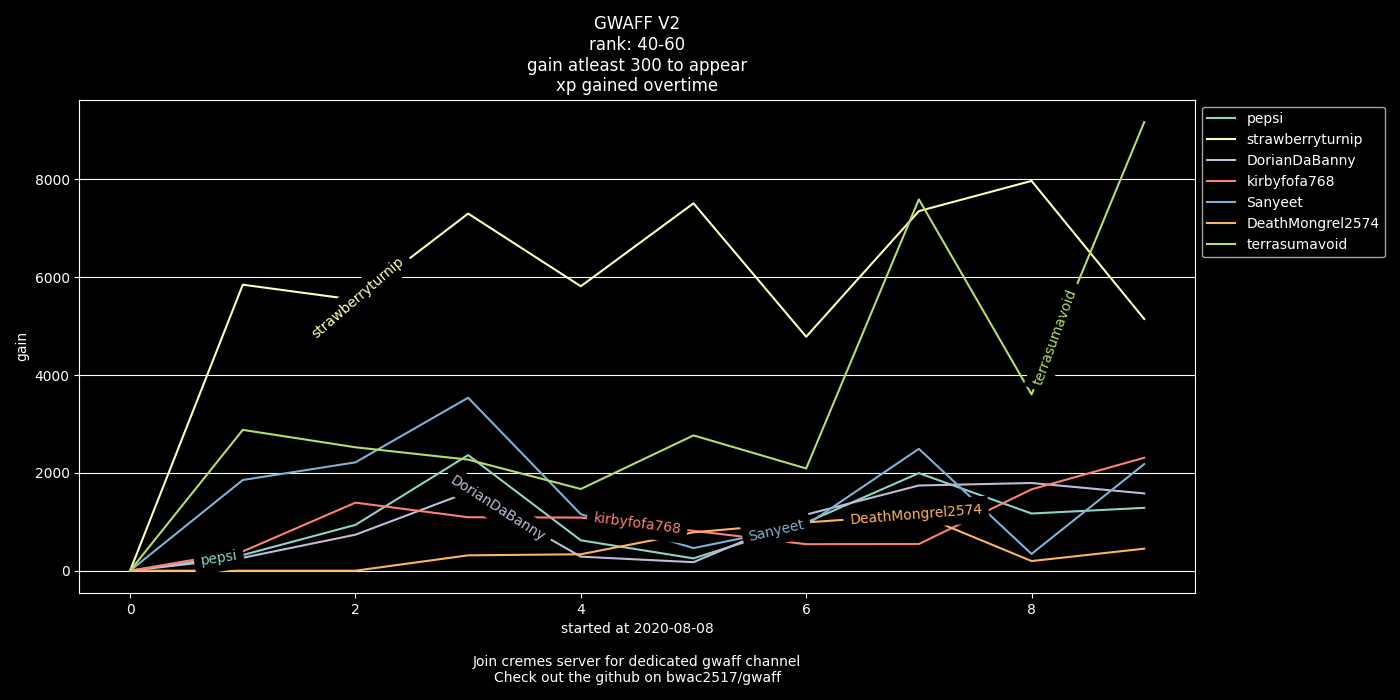 GWAFF V2
rank: 40-60
gain atleast 300 to appear
xp gained overtime
pepsi
strawberryturnip
DorianDaBanny
kirbyfofa768
Sanyeet
DeathMongrel2574
terrasumavoid
gain
8000
6000
4000
2000
0
strawberryturnip
terrasumavoid
DorianDaBanny
kirbyfofa768
DeathMongrel2574
Sanyeet
pepsi
0 2 4 6 8
started at 2020-08-08
Join cremes server for dedicated gwaff channel
Check out the github on bwac2517/gwaff